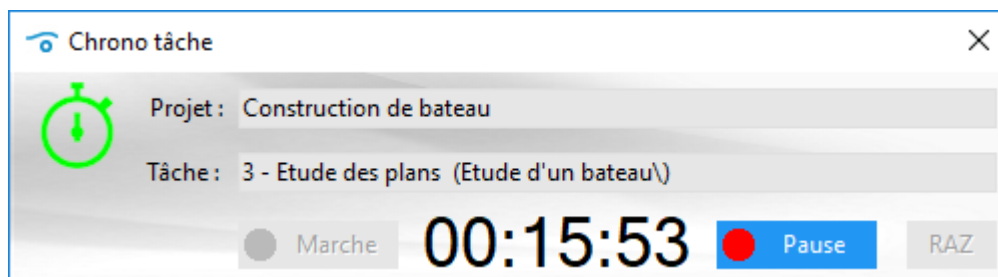 Chrono tâche
Projet : Construction de bateau
Tâche : 3 - Etude des plans (Etude d'un bateau\)
Marche 00:15:53 Pause RAZ